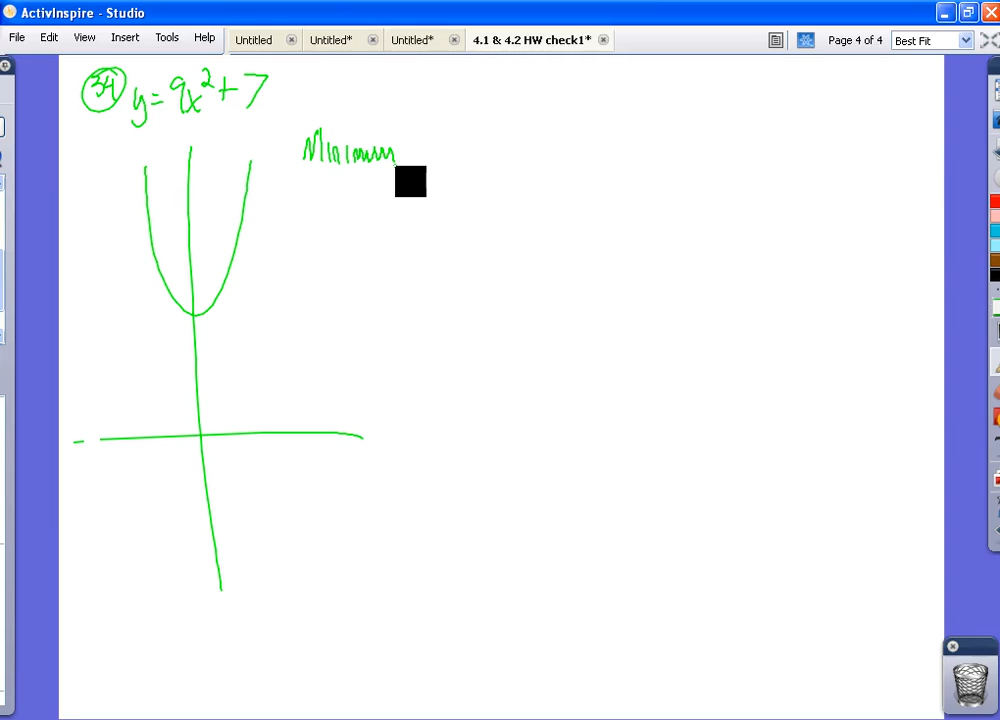 ActivInspire - Studio
File Edit View Insert Tools Help
Untitled Untitled* Untitled* 4.1 & 4.2 HW check1* Page 4 of 4 Best Fit
34 y = 9x² + 7
Minimum